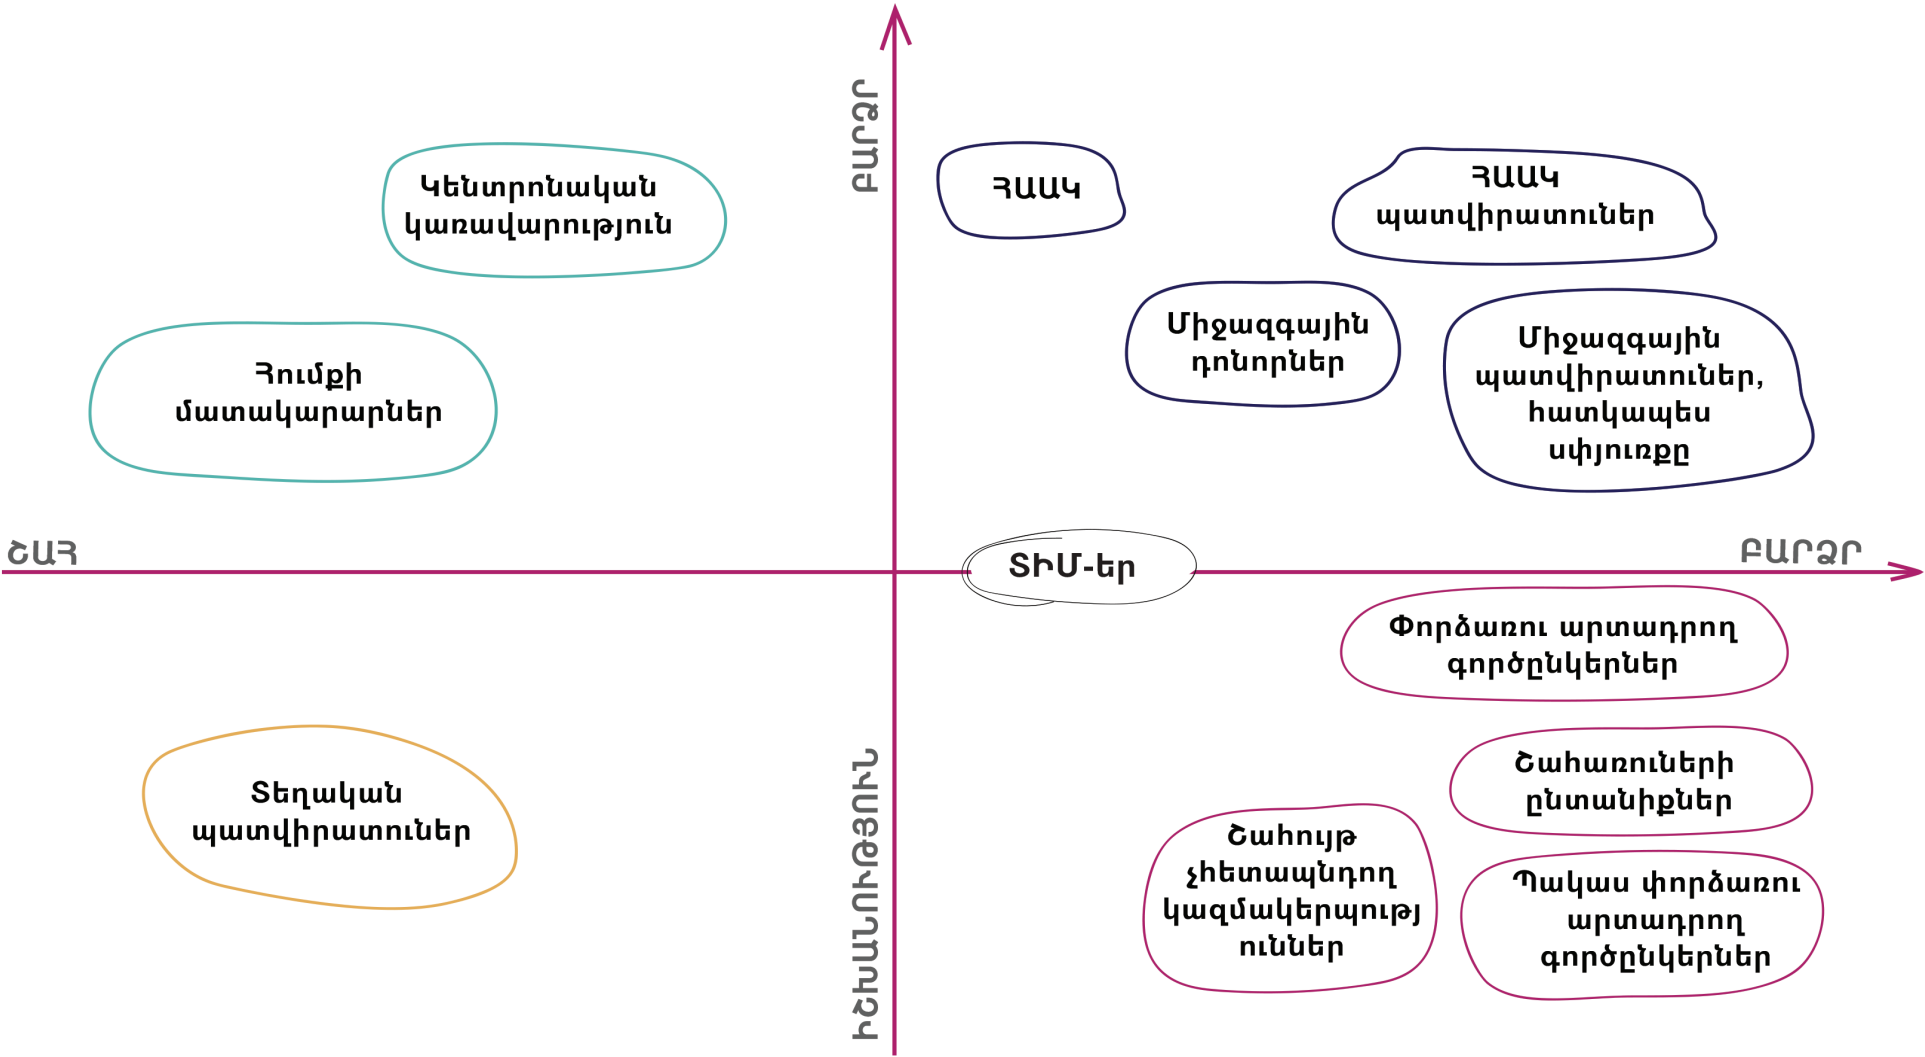 ԲԱՐՁՐ
Կենտրոնական
կառավարություն
ՀԱԱԿ
ՀԱԱԿ
պատվիրատուներ
Հումքի
մատակարարներ
Միջազգային
դոնորներ
Միջազգային
պատվիրատուներ,
հատկապես
սփյուռքը
ՇԱՀ
ՏԻՄ-եր
ԲԱՐՁՐ
Փորձառու արտադրող
գործընկերներ
Տեղական
պատվիրատուներ
ԻՇԽԱՆՈՒԹՅՈՒՆ
Շահառուների
ընտանիքներ
Շահույթ
չհետապնդող
կազմակերպությ
ուններ
Պակաս փորձառու
արտադրող
գործընկերներ